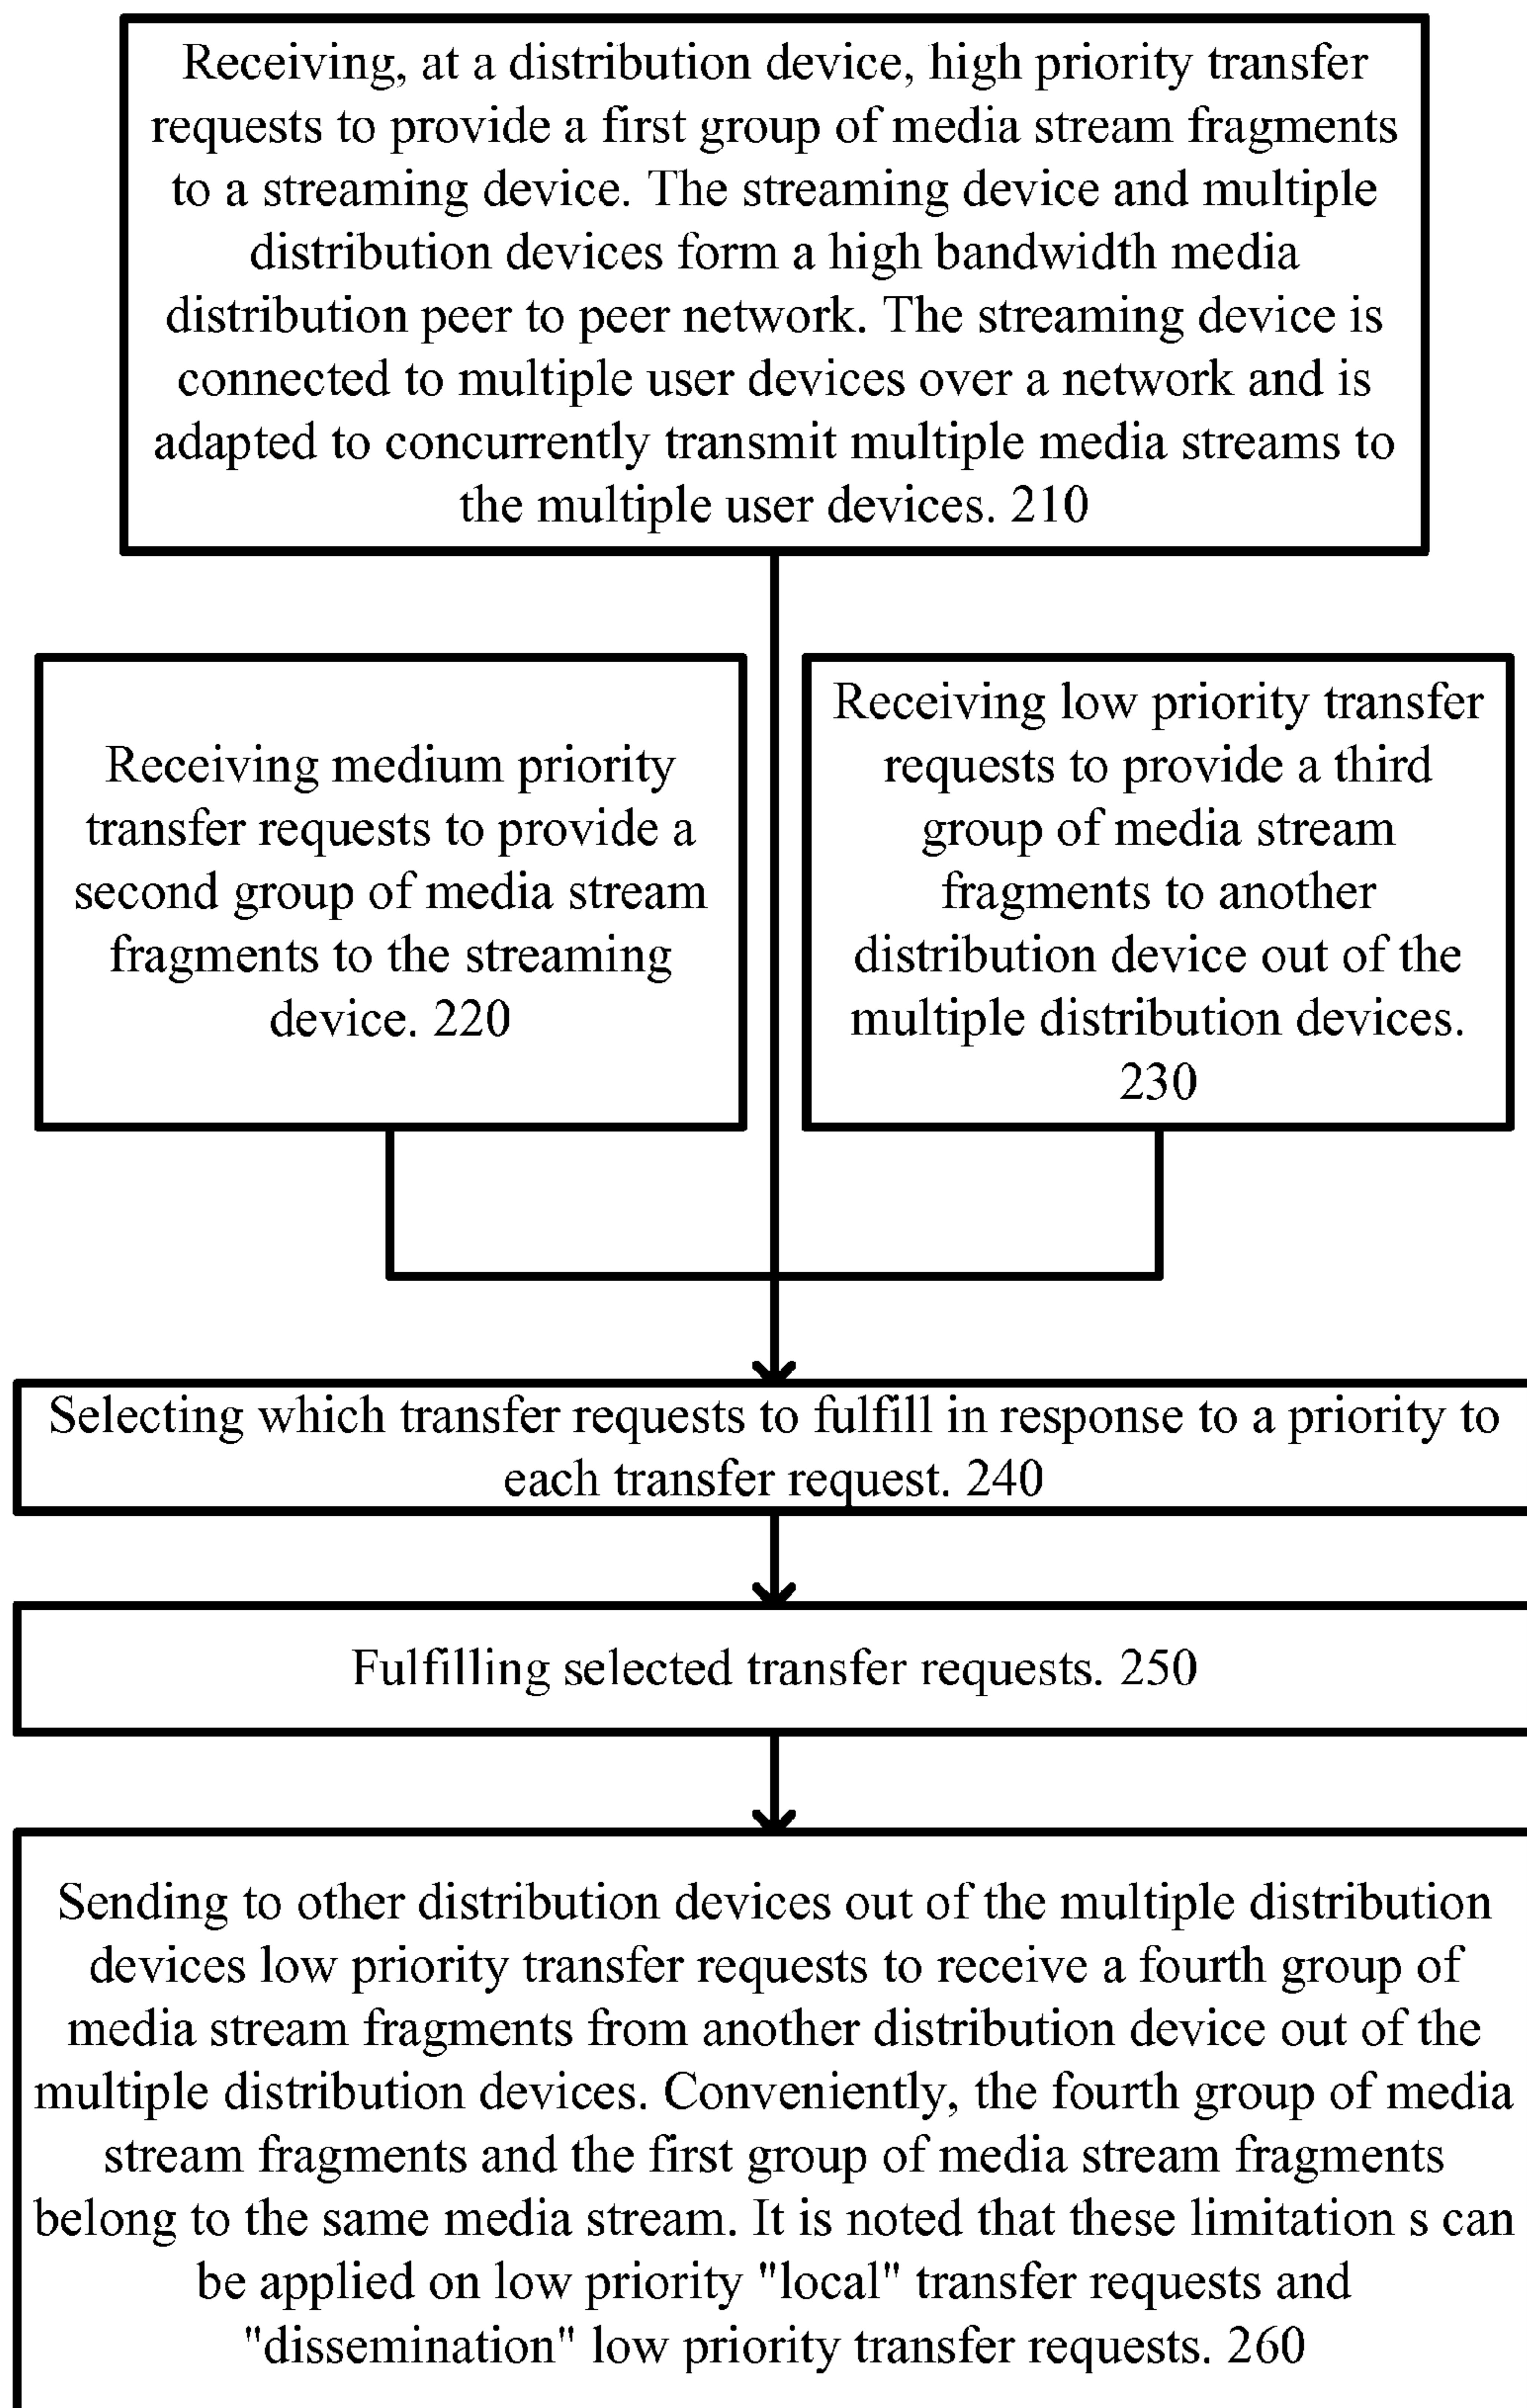 Receiving, at a distribution device, high priority transfer
requests to provide a first group of media stream fragments
to a streaming device. The streaming device and multiple
distribution devices form a high bandwidth media
distribution peer to peer network. The streaming device is
connected to multiple user devices over a network and is
adapted to concurrently transmit multiple media streams to
the multiple user devices. 210
Receiving medium priority
transfer requests to provide a
second group of media stream
fragments to the streaming
device. 220
Receiving low priority transfer
requests to provide a third
group of media stream
fragments to another
distribution device out of the
multiple distribution devices.
230
Selecting which transfer requests to fulfill in response to a priority to
each transfer request. 240
Fulfilling selected transfer requests. 250
Sending to other distribution devices out of the multiple distribution
devices low priority transfer requests to receive a fourth group of
media stream fragments from another distribution device out of the
multiple distribution devices. Conveniently, the fourth group of media
stream fragments and the first group of media stream fragments
belong to the same media stream. It is noted that these limitation s can
be applied on low priority "local" transfer requests and
"dissemination" low priority transfer requests. 260